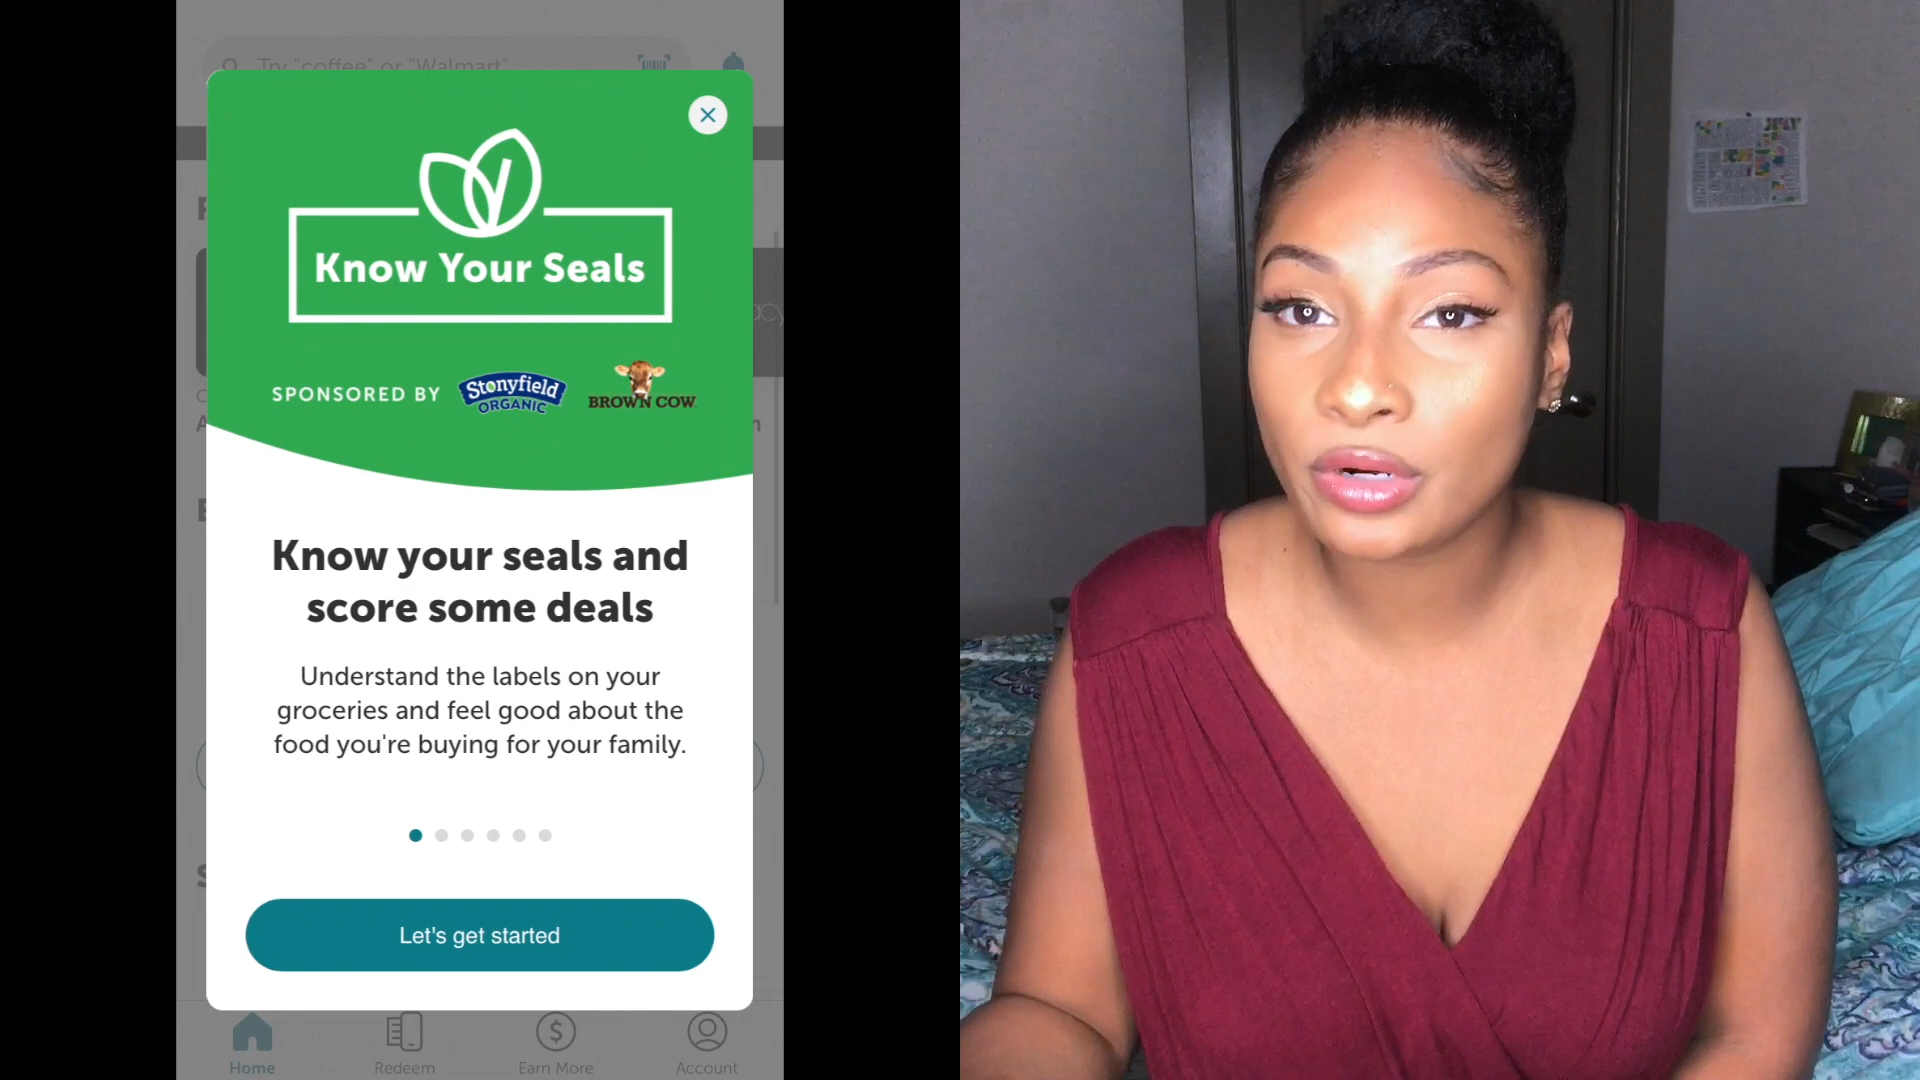 Try "coffee" or "Walmart"
Know Your Seals
SPONSORED BY
Stonyfield
ORGANIC
BROWN COW
Know your seals and
score some deals
Understand the labels on your
groceries and feel good about the
food you're buying for your family.
Let's get started
Home
Redeem
Earn More
Account